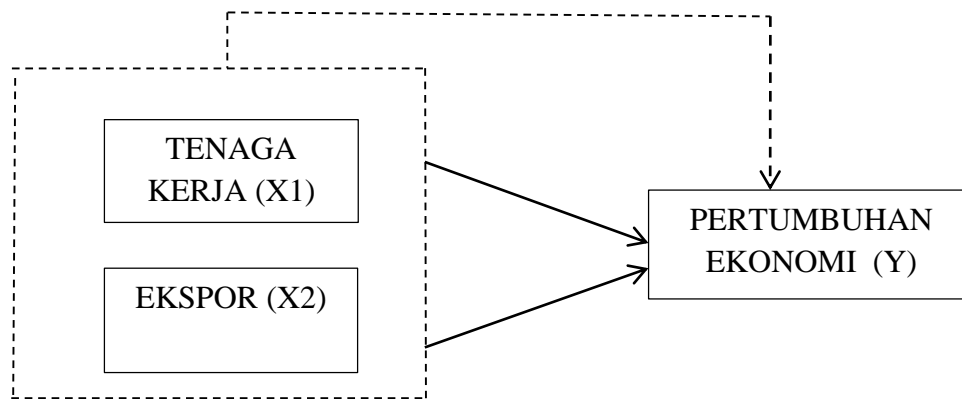 TENAGA
KERJA (X1)
EKSPOR (X2)
PERTUMBUHAN
EKONOMI (Y)